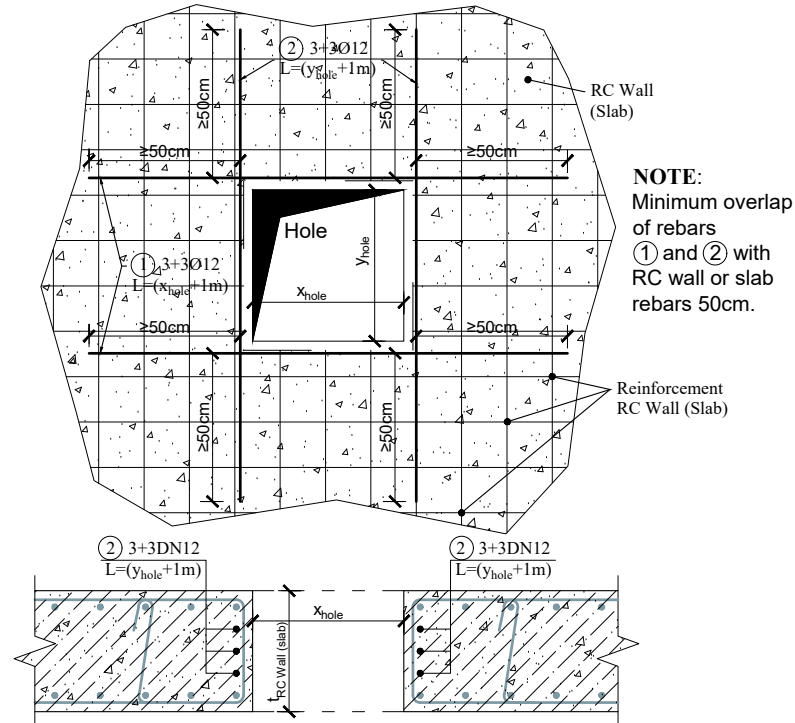 ② 3+3Ø12
L=(yhole+1m)
≥50cm
≥50cm
RC Wall
(Slab)
≥50cm
≥50cm
NOTE:
Minimum overlap
of rebars
① and ② with
RC wall or slab
rebars 50cm.
Hole
yhole
① 3+3Ø12
L=(xhole+1m)
xhole
≥50cm
≥50cm
Reinforcement
RC Wall (Slab)
≥50cm
≥50cm
② 3+3DN12
L=(yhole+1m)
② 3+3DN12
L=(yhole+1m)
xhole
tRC Wall (slab)